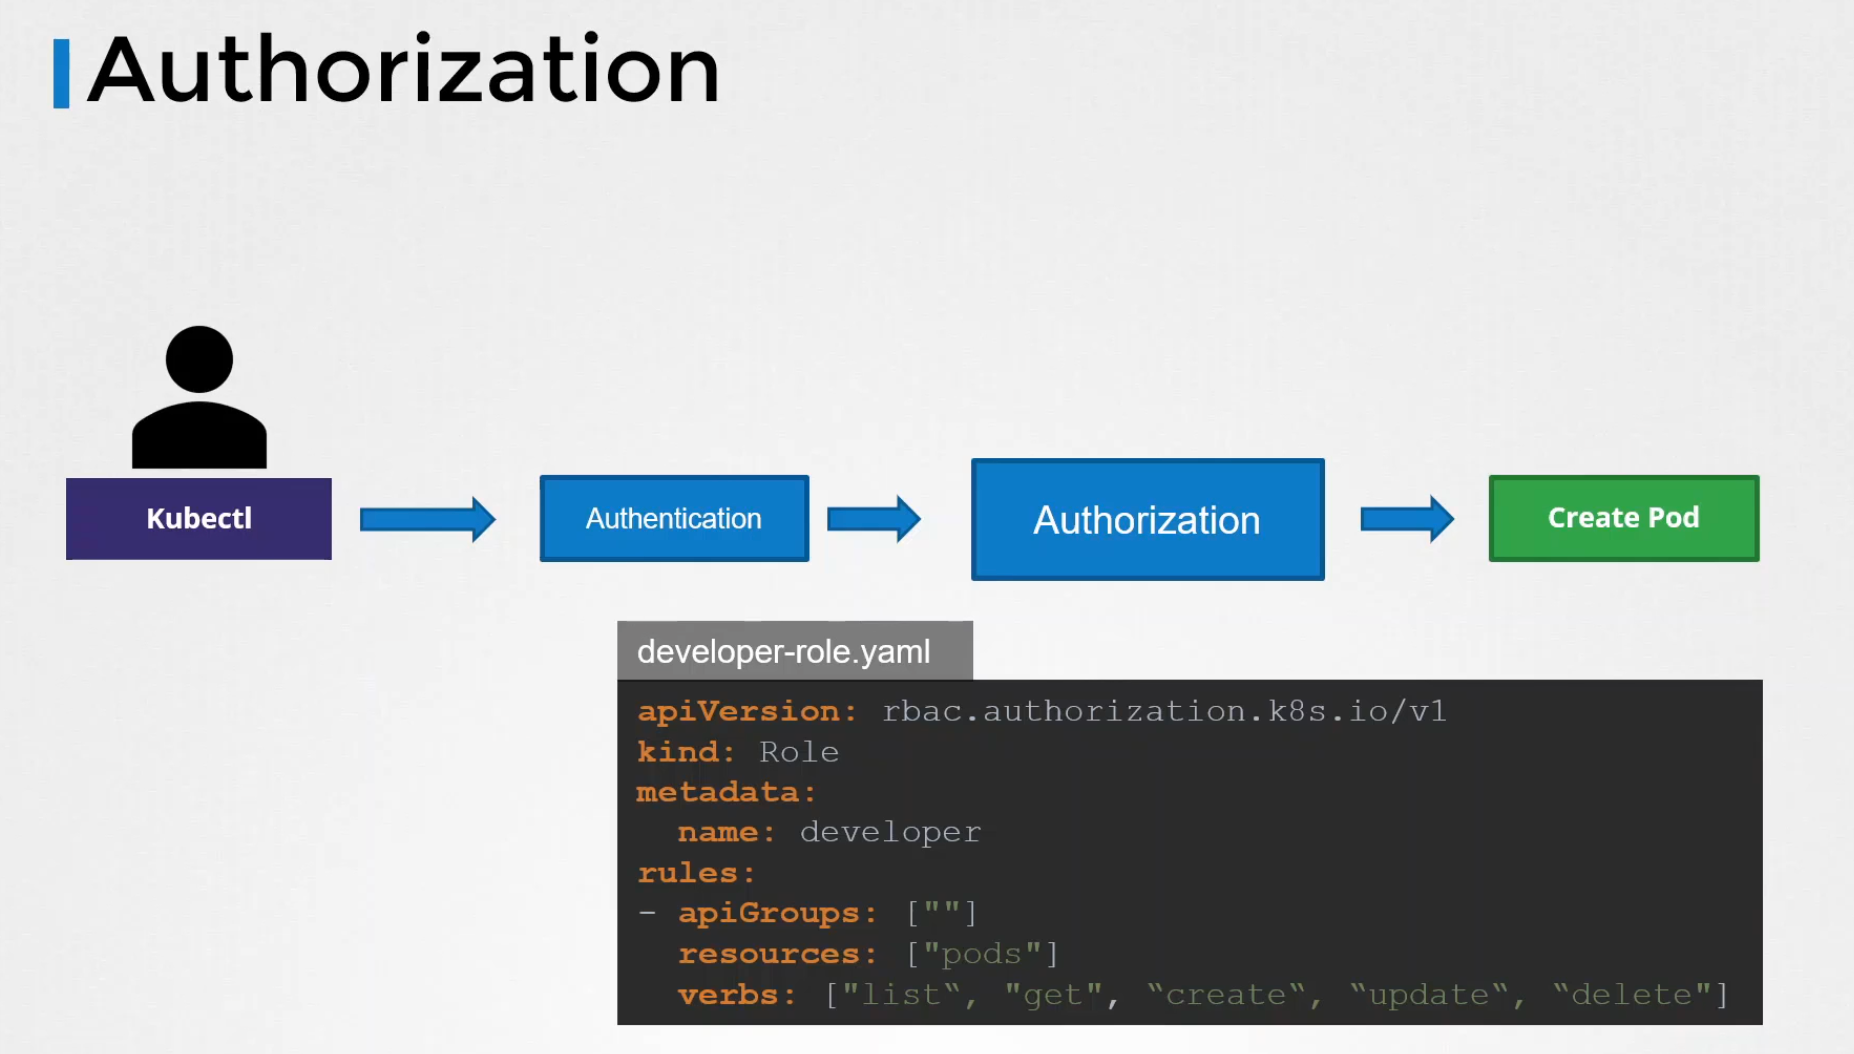 Authorization
Kubectl
Authentication
Authorization
Create Pod
developer-role.yaml
apiVersion: rbac.authorization.k8s.io/v1
kind: Role
metadata:
  name: developer
rules:
- apiGroups: [""]
  resources: ["pods"]
  verbs: ["list“, "get", “create“, “update“, “delete"]